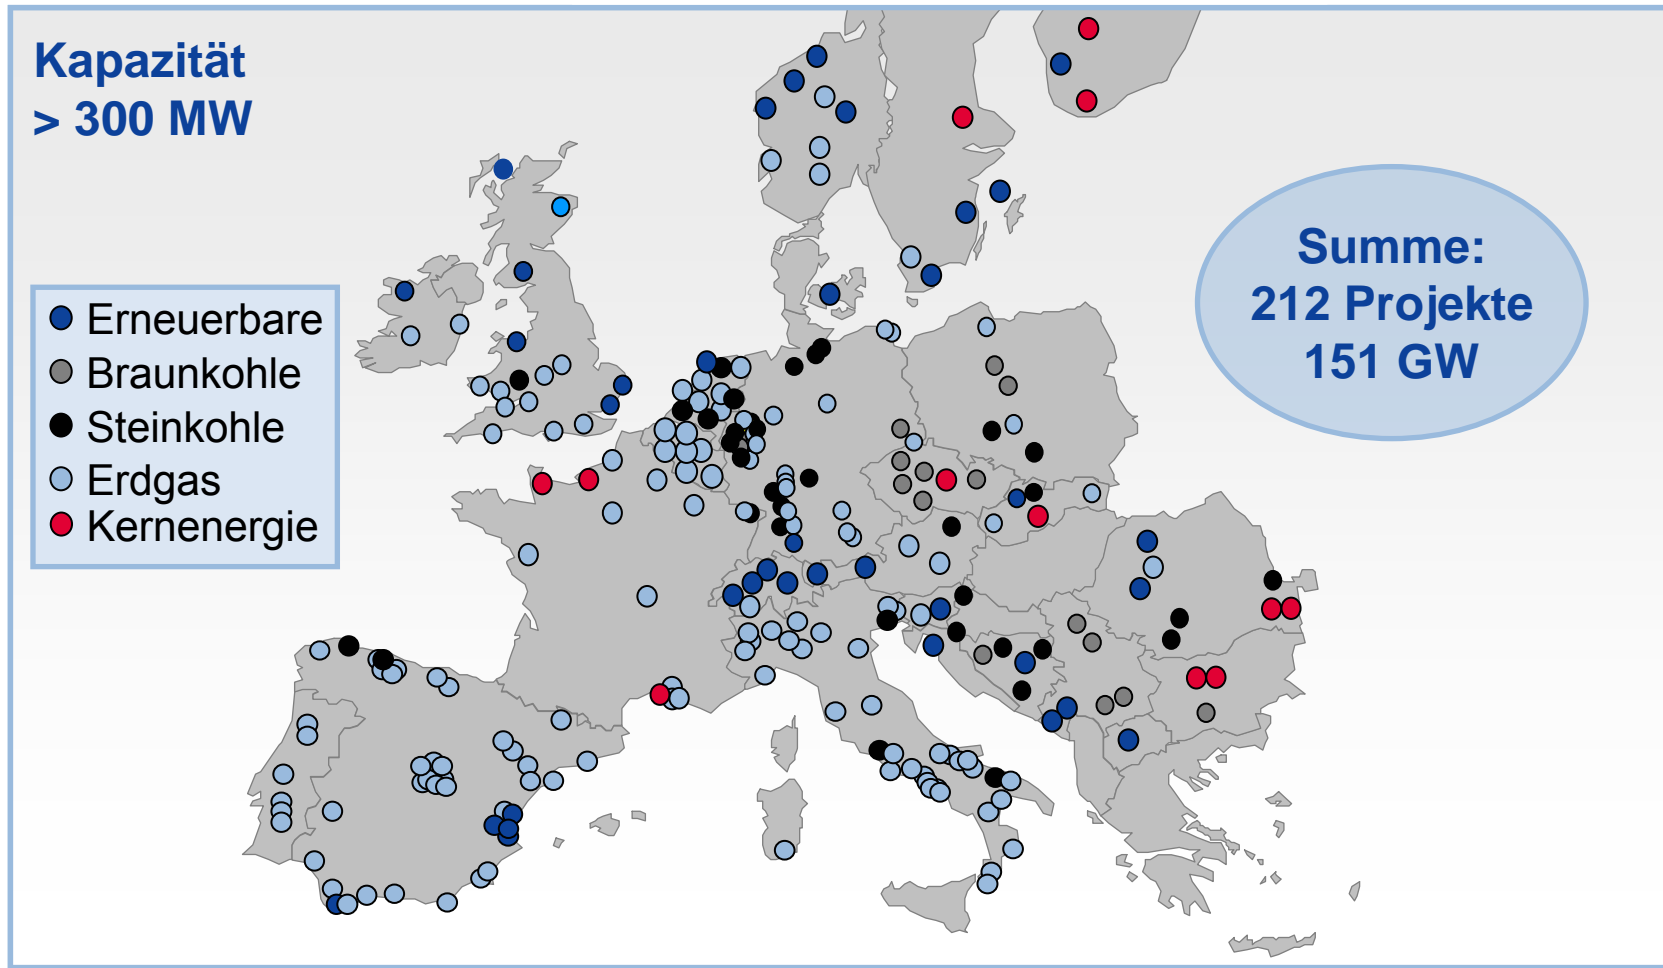 Kapazität
> 300 MW
Erneuerbare
Braunkohle
Steinkohle
Erdgas
Kernenergie
Summe:
212 Projekte
151 GW